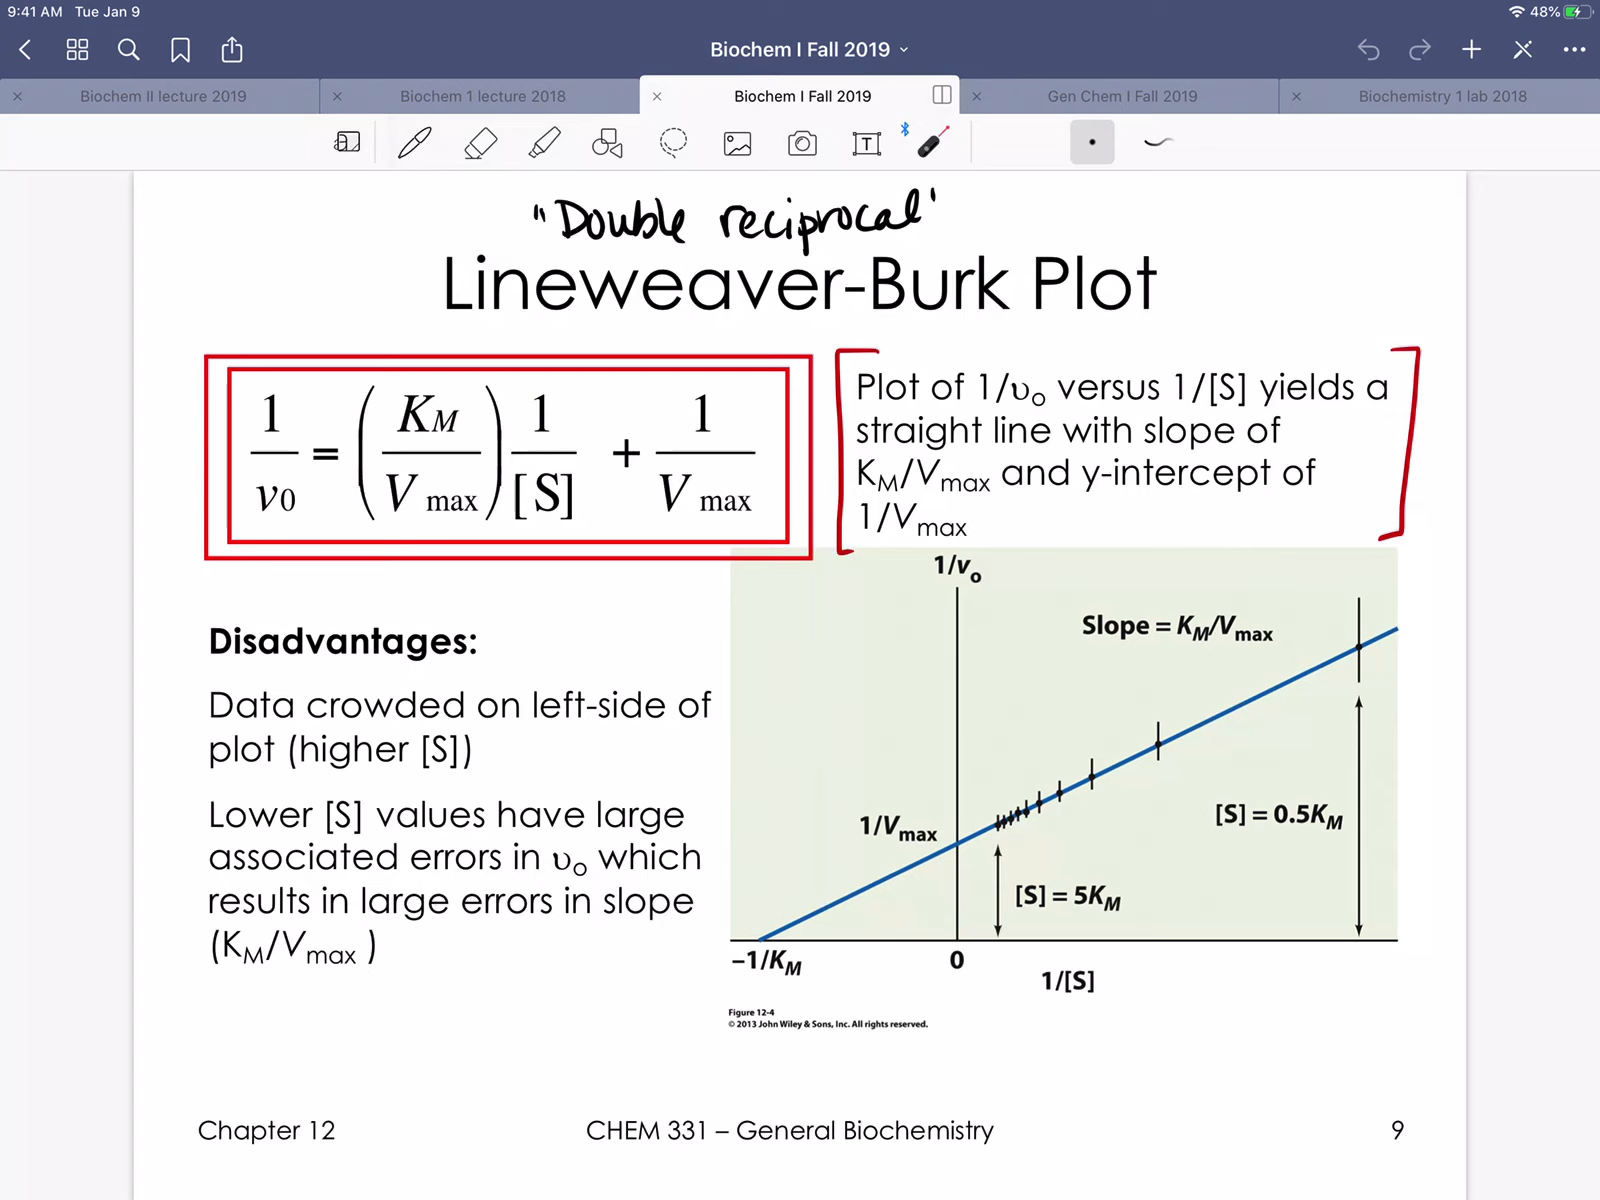 9:41 AM Tue Jan 9
48%
Biochem I Fall 2019
Biochem II lecture 2019
Biochem 1 lecture 2018
Biochem I Fall 2019
Gen Chem I Fall 2019
Biochemistry 1 lab 2018
"Double reciprocal'
Lineweaver-Burk Plot
1/v0 = (KM/Vmax) 1/[S] + 1/Vmax
Plot of 1/υo versus 1/[S] yields a
straight line with slope of
KM/Vmax and y-intercept of
1/Vmax
Disadvantages:
Data crowded on left-side of
plot (higher [S])
Lower [S] values have large
associated errors in υo which
results in large errors in slope
(KM/Vmax )
1/vo
Slope = KM/Vmax
[S] = 0.5KM
1/Vmax
[S] = 5KM
−1/KM
0
1/[S]
Figure 12-4
© 2013 John Wiley & Sons, Inc. All rights reserved.
Chapter 12
CHEM 331 – General Biochemistry
9